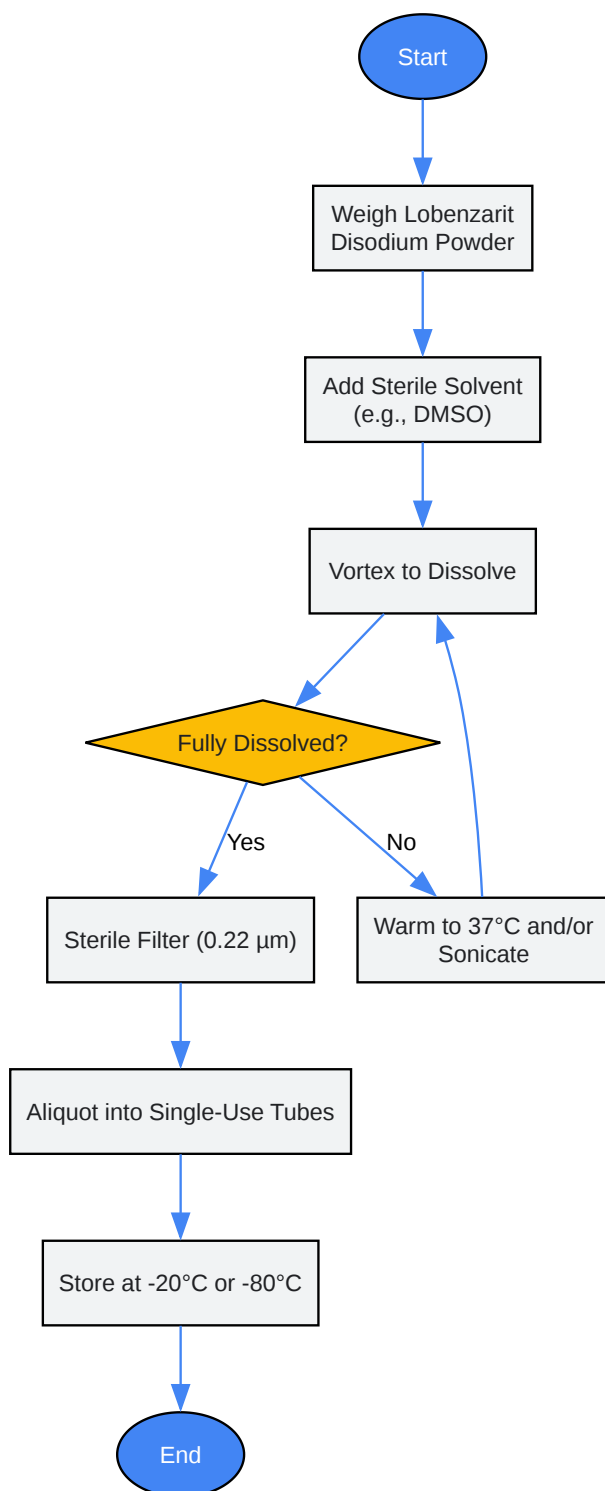 Start
Weigh Lobenzarit
Disodium Powder
Add Sterile Solvent
(e.g., DMSO)
Vortex to Dissolve
Fully Dissolved?
Yes
No
Sterile Filter (0.22 µm)
Warm to 37°C and/or
Sonicate
Aliquot into Single-Use Tubes
Store at -20°C or -80°C
End